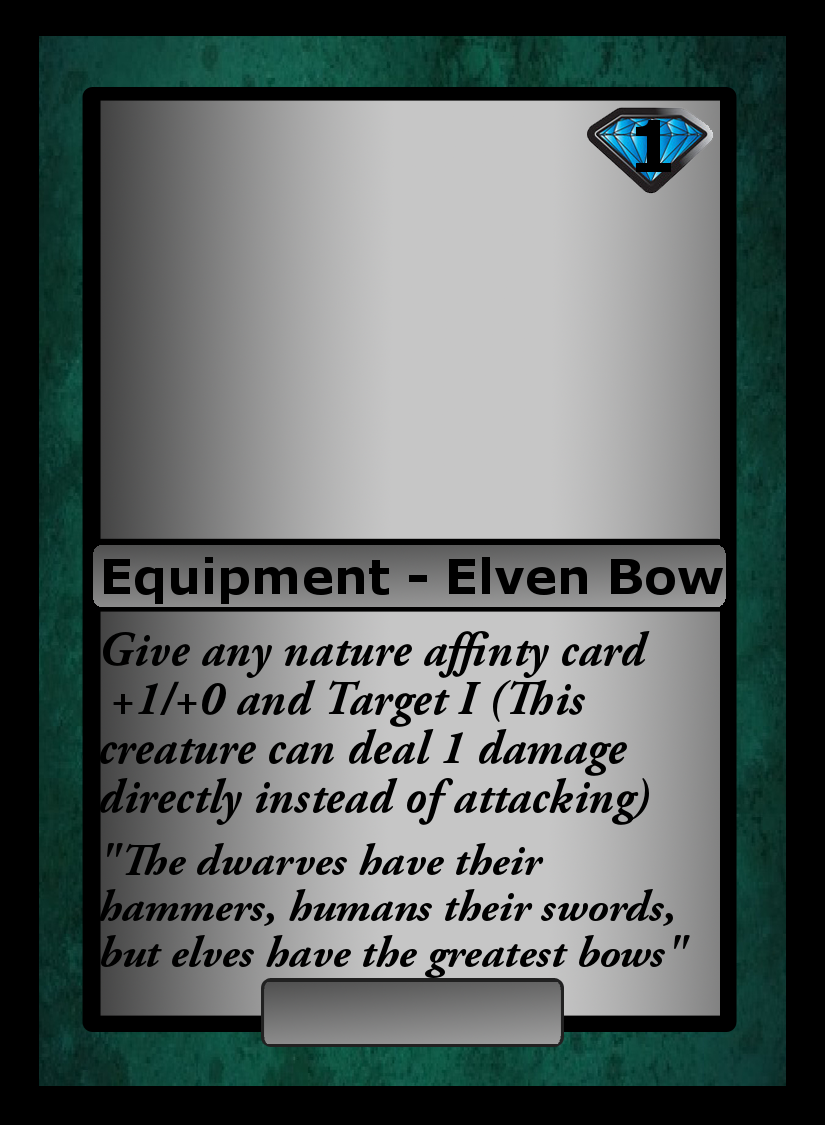 1
Equipment - Elven Bow
Give any nature affinty card
+1/+0 and Target I (This
creature can deal 1 damage
directly instead of attacking)
"The dwarves have their
hammers, humans their swords,
but elves have the greatest bows"